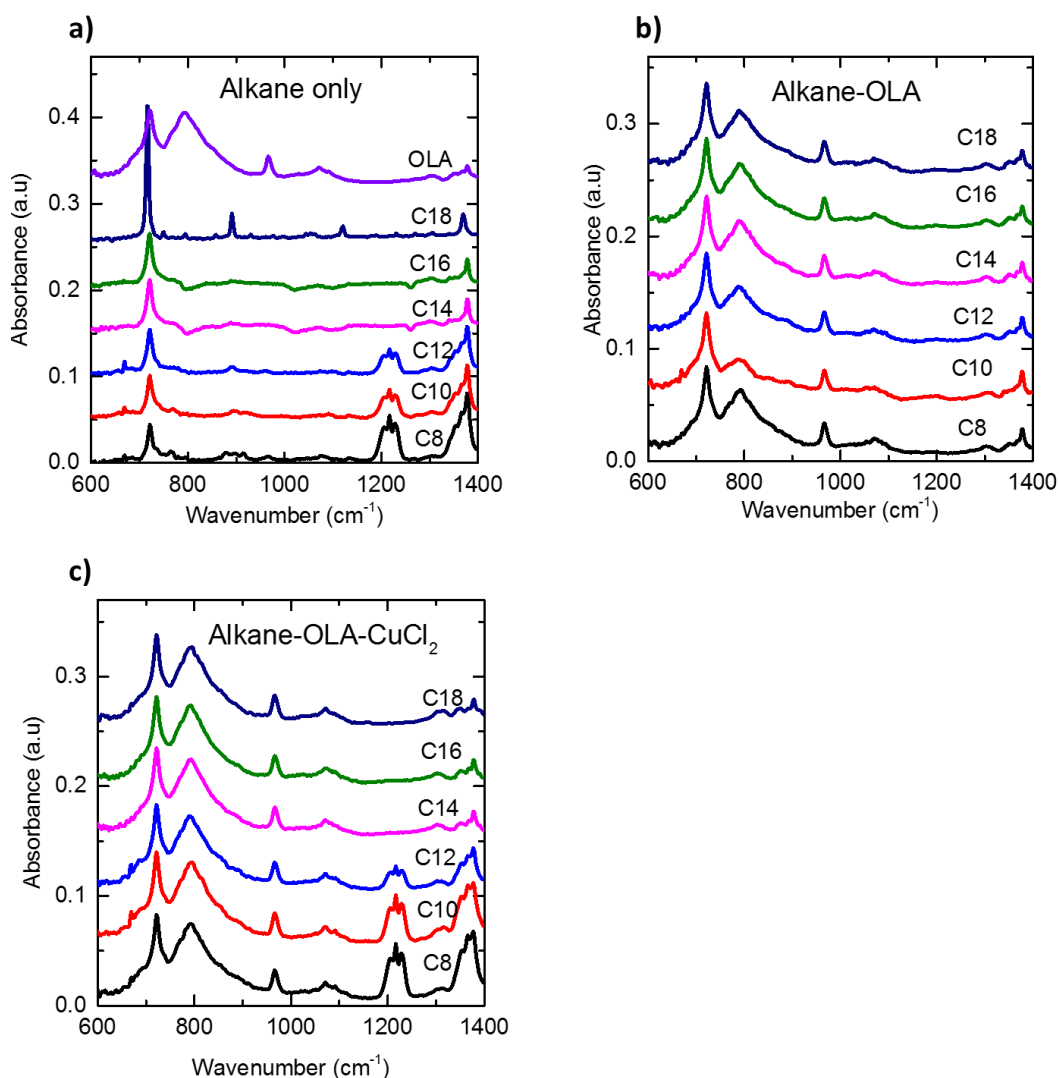 a)
Alkane only
0.4
0.3
0.2
0.1
0.0
OLA
C18
C16
C14
C12
C10
C8
600 800 1000 1200 1400
Wavenumber (cm⁻¹)
Absorbance (a.u)
b)
Alkane-OLA
0.3
0.2
0.1
0.0
C18
C16
C14
C12
C10
C8
600 800 1000 1200 1400
Wavenumber (cm⁻¹)
Absorbance (a.u)
c)
Alkane-OLA-CuCl₂
0.3
0.2
0.1
0.0
C18
C16
C14
C12
C10
C8
600 800 1000 1200 1400
Wavenumber (cm⁻¹)
Absorbance (a.u)